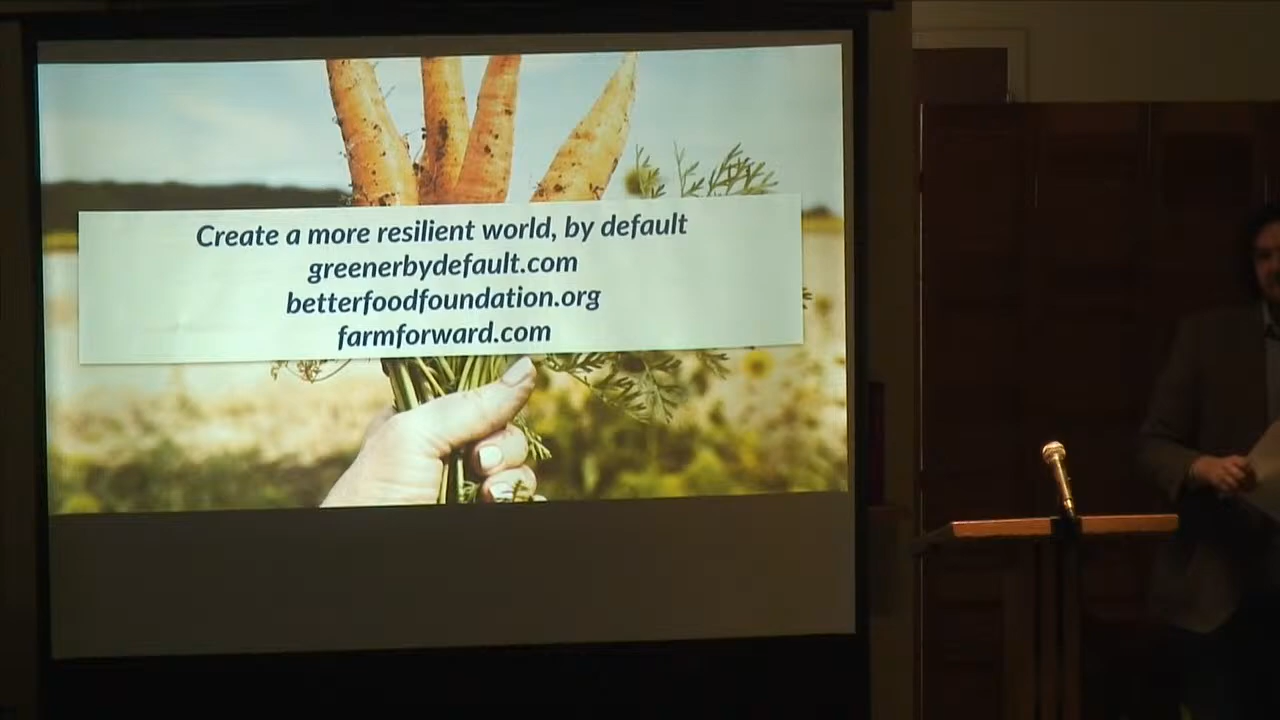 Create a more resilient world, by default
greenerbydefault.com
betterfoodfoundation.org
farmforward.com